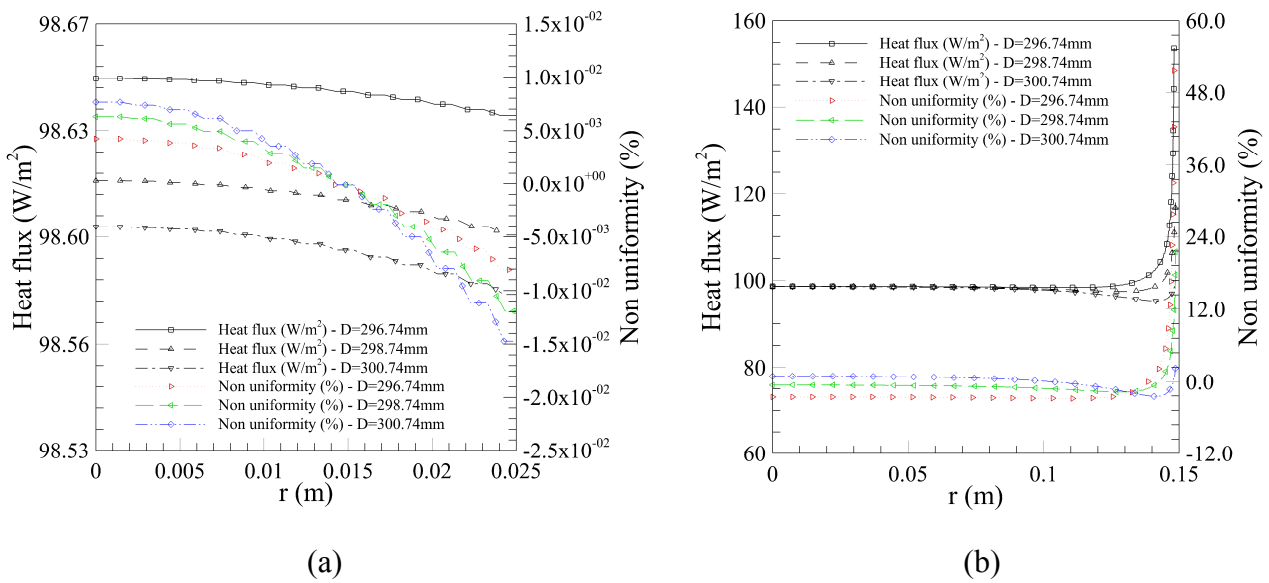 98.67
98.63
98.60
98.56
98.53
Heat flux (W/m²)
1.5x10⁻⁰²
1.0x10⁻⁰²
5.0x10⁻⁰³
0.0x10⁺⁰⁰
-5.0x10⁻⁰³
-1.0x10⁻⁰²
-1.5x10⁻⁰²
-2.0x10⁻⁰²
-2.5x10⁻⁰²
Non uniformity (%)
Heat flux (W/m²) - D=296.74mm
Heat flux (W/m²) - D=298.74mm
Heat flux (W/m²) - D=300.74mm
Non uniformity (%) - D=296.74mm
Non uniformity (%) - D=298.74mm
Non uniformity (%) - D=300.74mm
0 0.005 0.010 0.015 0.020 0.025
r (m)
(a)
160
140
120
100
80
60
Heat flux (W/m²)
60.0
48.0
36.0
24.0
12.0
0.0
-12.0
Non uniformity (%)
Heat flux (W/m²) - D=296.74mm
Heat flux (W/m²) - D=298.74mm
Heat flux (W/m²) - D=300.74mm
Non uniformity (%) - D=296.74mm
Non uniformity (%) - D=298.74mm
Non uniformity (%) - D=300.74mm
0 0.05 0.1 0.15
r (m)
(b)